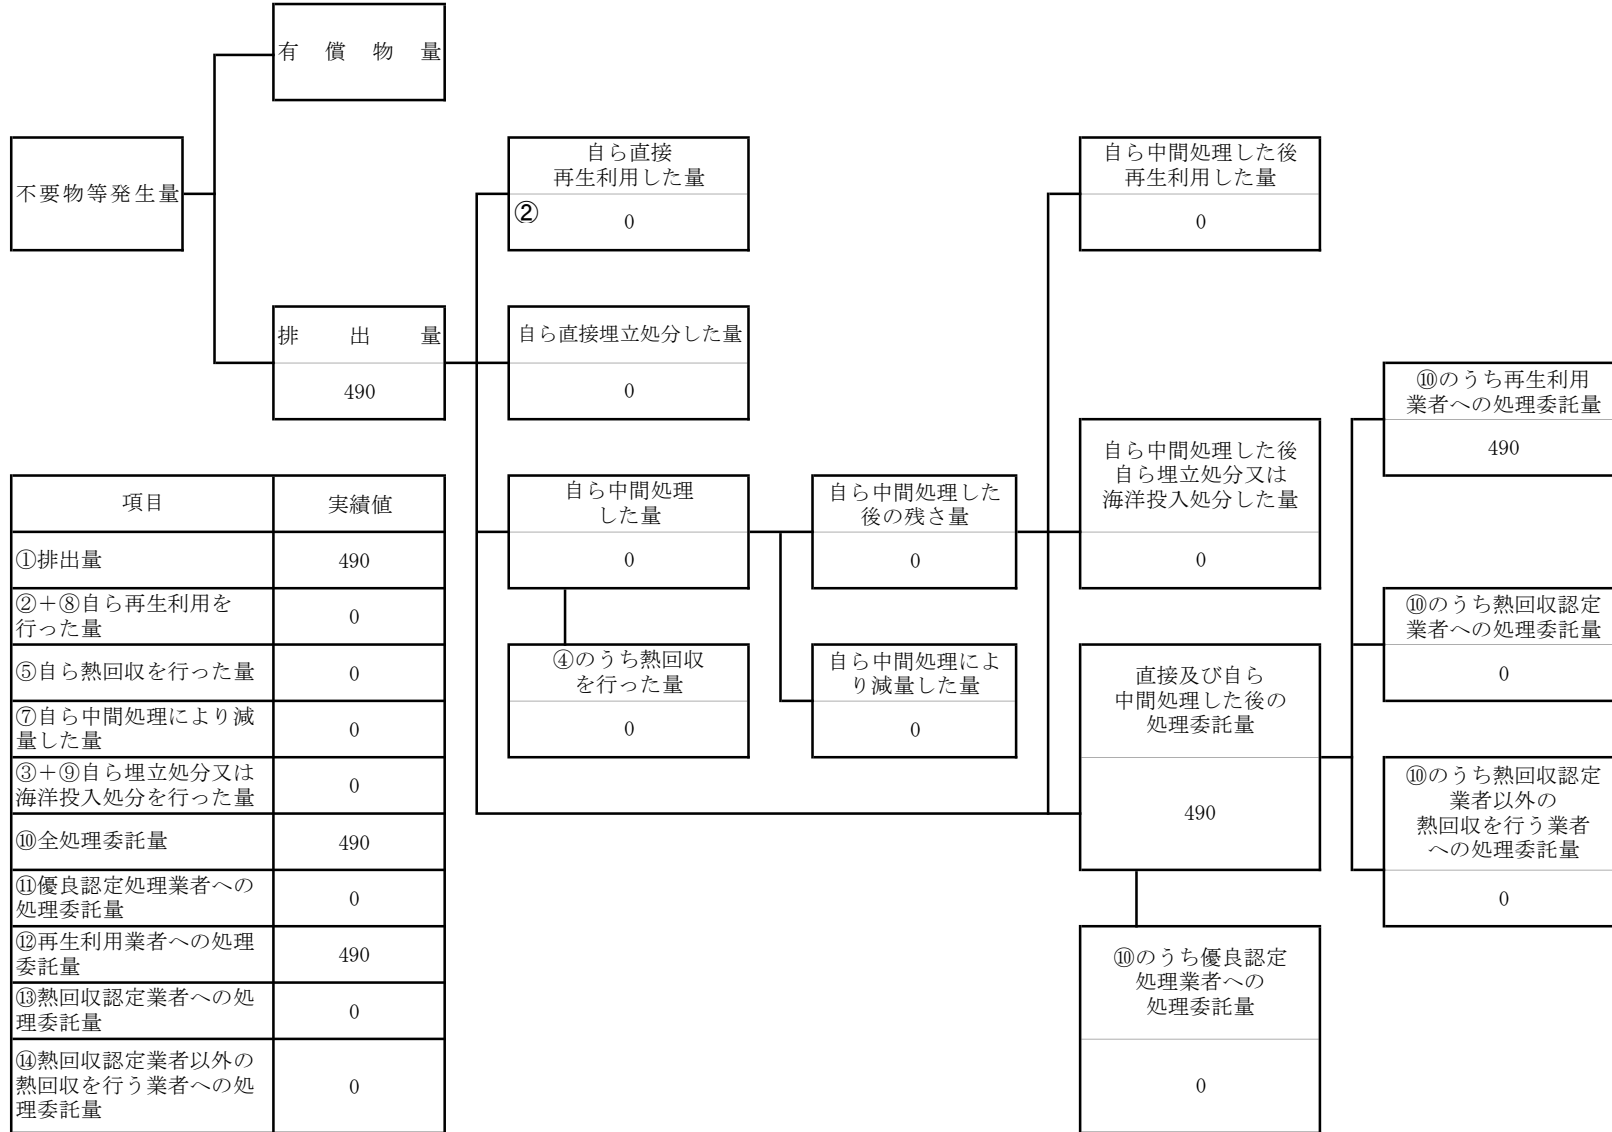 有償物量
不要物等発生量
自ら直接
再生利用した量
②
0
自ら中間処理した後
再生利用した量
0
排出量
490
自ら直接埋立処分した量
0
⑩のうち再生利用
業者への処理委託量
490
自ら中間処理
した量
0
自ら中間処理した
後の残さ量
0
自ら中間処理した後
自ら埋立処分又は
海洋投入処分した量
0
⑩のうち熱回収認定
業者への処理委託量
0
④のうち熱回収
を行った量
0
自ら中間処理によ
り減量した量
0
直接及び自ら
中間処理した後の
処理委託量
490
⑩のうち熱回収認定
業者以外の
熱回収を行う業者
への処理委託量
0
⑩のうち優良認定
処理業者への
処理委託量
0
項目 実績値
①排出量 490
②＋⑧自ら再生利用を
行った量 0
⑤自ら熱回収を行った量 0
⑦自ら中間処理により減
量した量 0
③＋⑨自ら埋立処分又は
海洋投入処分を行った量 0
⑩全処理委託量 490
⑪優良認定処理業者への
処理委託量 0
⑫再生利用業者への処理
委託量 490
⑬熱回収認定業者への処
理委託量 0
⑭熱回収認定業者以外の
熱回収を行う業者への処
理委託量 0